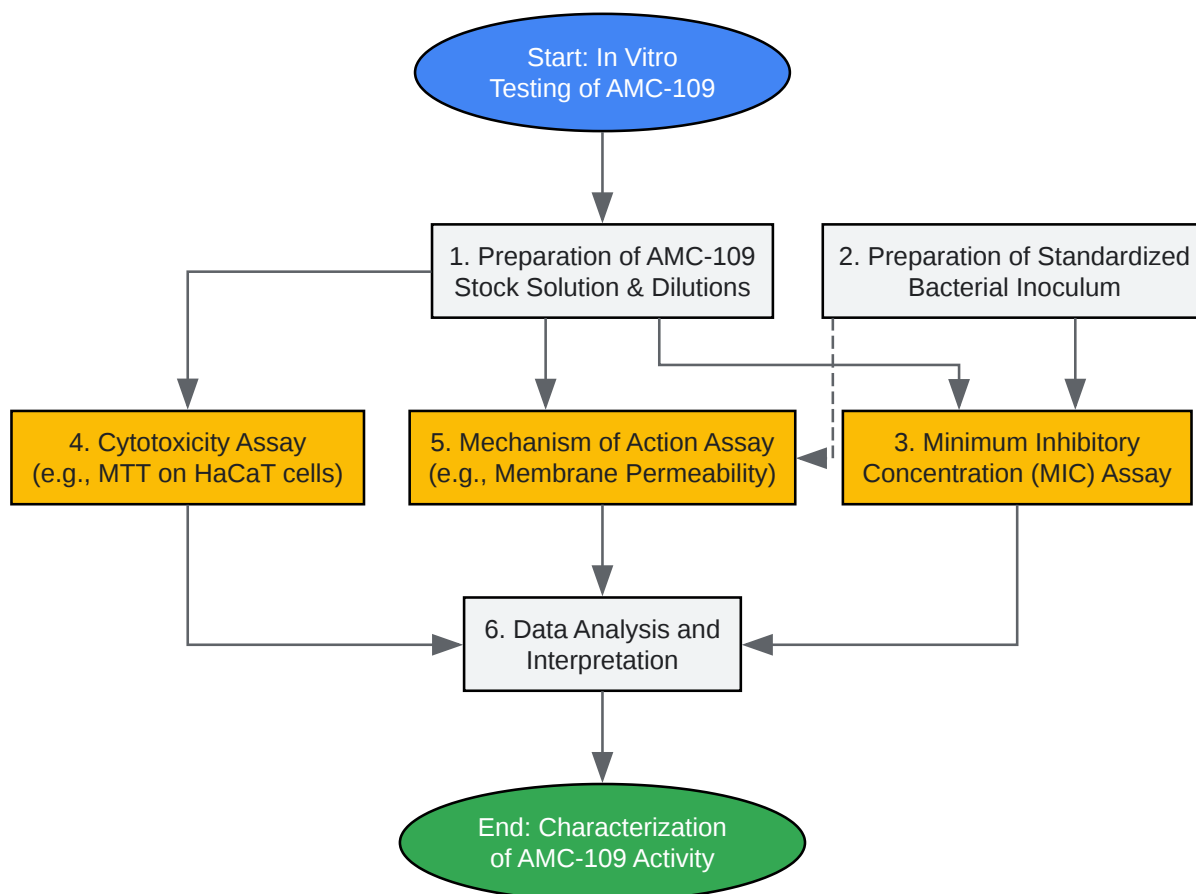 Start: In Vitro
Testing of AMC-109
1. Preparation of AMC-109
Stock Solution & Dilutions
2. Preparation of Standardized
Bacterial Inoculum
4. Cytotoxicity Assay
(e.g., MTT on HaCaT cells)
5. Mechanism of Action Assay
(e.g., Membrane Permeability)
3. Minimum Inhibitory
Concentration (MIC) Assay
6. Data Analysis and
Interpretation
End: Characterization
of AMC-109 Activity